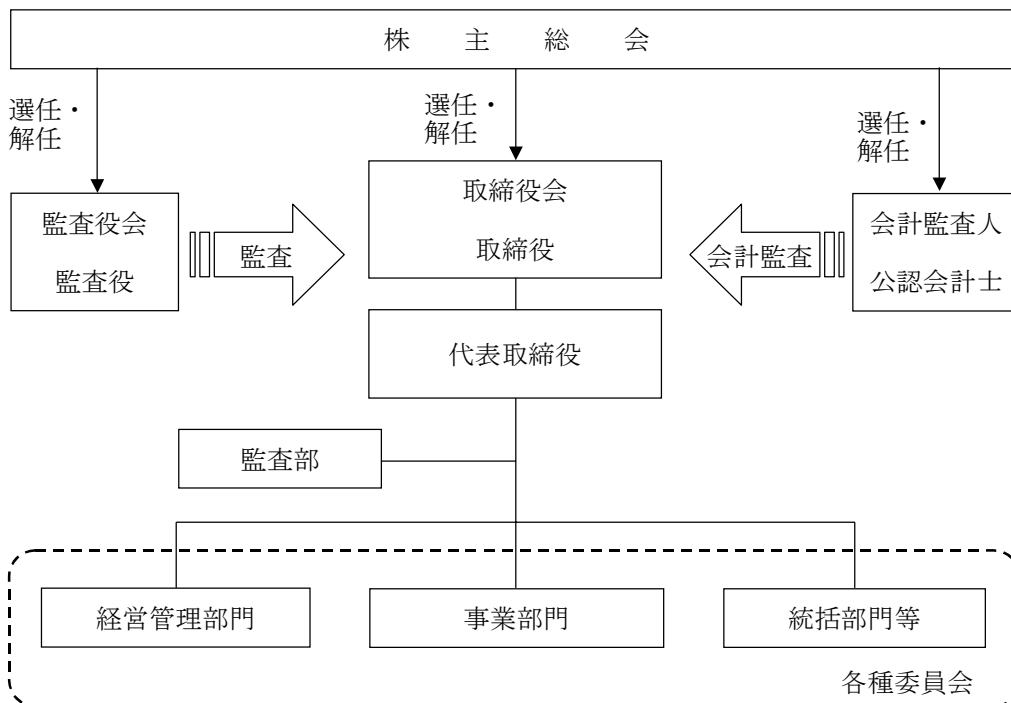 株主総会
選任・
解任
選任・
解任
選任・
解任
監査役会
監査役
監査
取締役会
取締役
会計監査
会計監査人
公認会計士
代表取締役
監査部
経営管理部門
事業部門
統括部門等
各種委員会